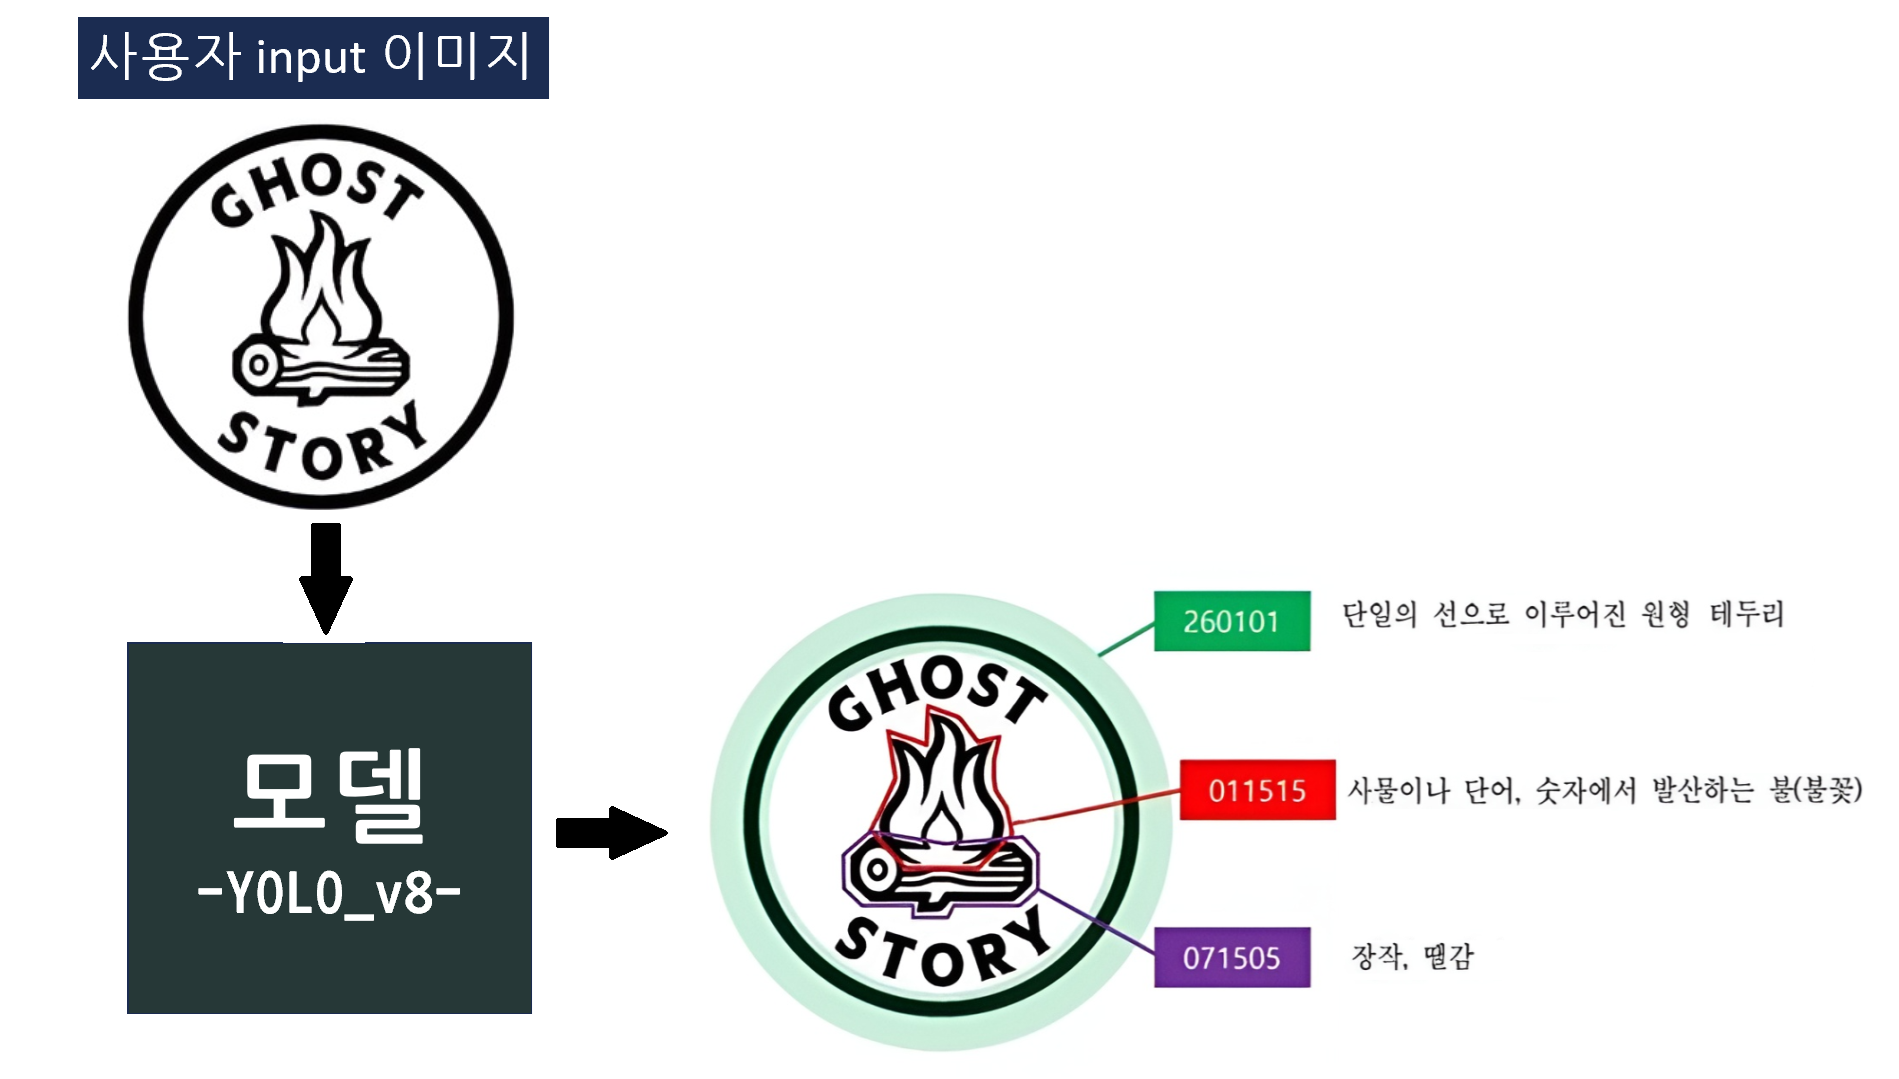 사용자 input 이미지
GHOST
STORY
모델
-YOLO_v8-
GHOST
STORY
260101 단일의 선으로 이루어진 원형 테두리
011515 사물이나 단어, 숫자에서 발산하는 불(불꽃)
071505 장작, 땔감